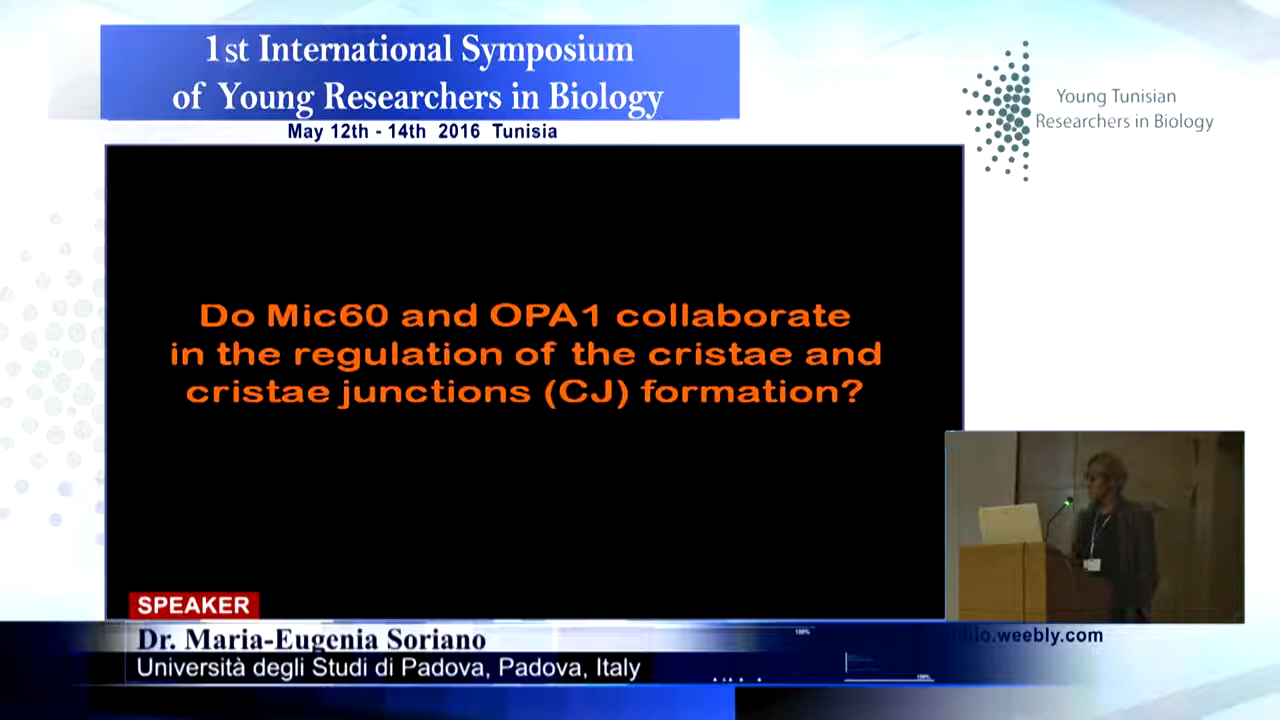 1st International Symposium
of Young Researchers in Biology
May 12th - 14th 2016 Tunisia
Young Tunisian
Researchers in Biology
Do Mic60 and OPA1 collaborate
in the regulation of the cristae and
cristae junctions (CJ) formation?
SPEAKER
Dr. Maria-Eugenia Soriano
Università degli Studi di Padova, Padova, Italy
100%
.weebly.com
100%